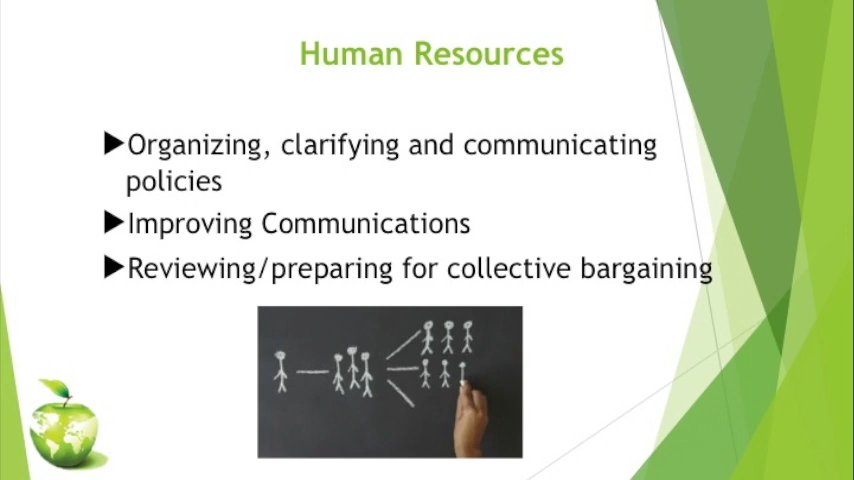 Human Resources
▶Organizing, clarifying and communicating
policies
▶Improving Communications
▶Reviewing/preparing for collective bargaining